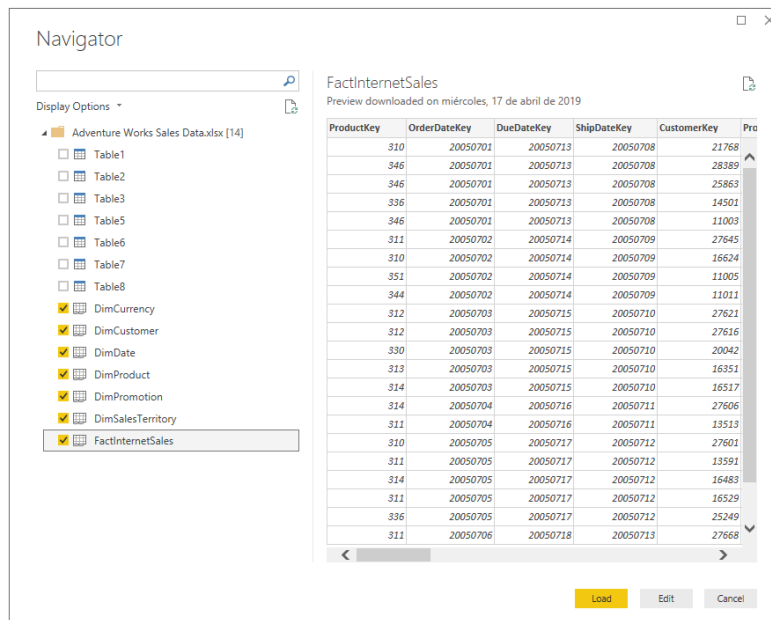 Navigator
Display Options
Adventure Works Sales Data.xlsx [14]
Table1
Table2
Table3
Table5
Table6
Table7
Table8
DimCurrency
DimCustomer
DimDate
DimProduct
DimPromotion
DimSalesTerritory
FactInternetSales
FactInternetSales
Preview downloaded on miércoles, 17 de abril de 2019
ProductKey OrderDateKey DueDateKey ShipDateKey CustomerKey Pro
310 20050701 20050713 20050708 21768
346 20050701 20050713 20050708 28389
346 20050701 20050713 20050708 25863
336 20050701 20050713 20050708 14501
346 20050701 20050713 20050708 11003
311 20050702 20050714 20050709 27645
310 20050702 20050714 20050709 16624
351 20050702 20050714 20050709 11005
344 20050702 20050714 20050709 11011
312 20050703 20050715 20050710 27621
312 20050703 20050715 20050710 27616
330 20050703 20050715 20050710 20042
313 20050703 20050715 20050710 16351
314 20050703 20050715 20050710 16517
314 20050704 20050716 20050711 27606
311 20050704 20050716 20050711 13513
310 20050705 20050717 20050712 27601
311 20050705 20050717 20050712 13591
314 20050705 20050717 20050712 16483
311 20050705 20050717 20050712 16529
336 20050705 20050717 20050712 25249
311 20050706 20050718 20050713 27668
Load Edit Cancel